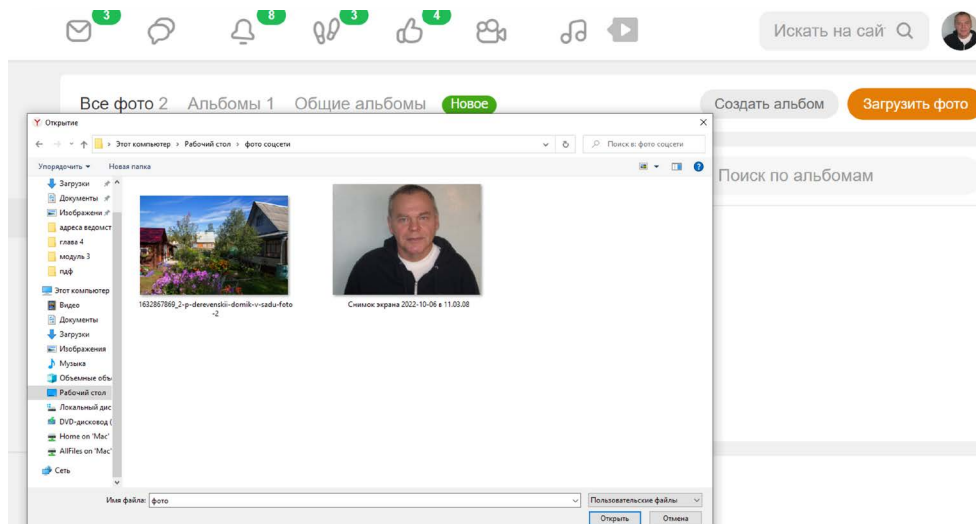 3
8
3
4
Искать на сай
Все фото 2 Альбомы 1 Общие альбомы Новое
Создать альбом Загрузить фото
Открытие
Этот компьютер › Рабочий стол › фото соцсети
Поиск в: фото соцсети
Упорядочить Новая папка
Поиск по альбомам
Загрузки
Документы
Изображени
адреса ведомст
глава 4
модуль 3
пдф
Этот компьютер
Видео
Документы
Загрузки
Изображения
Музыка
Объемные объ
Рабочий стол
Локальный дис
DVD-дисковод (
Home on 'Mac'
AllFiles on 'Mac'
Сеть
1632867869_2-p-derevenskii-domik-v-sadu-foto
-2
Снимок экрана 2022-10-06 в 11.03.08
Имя файла: фото
Пользовательские файлы
Открыть Отмена